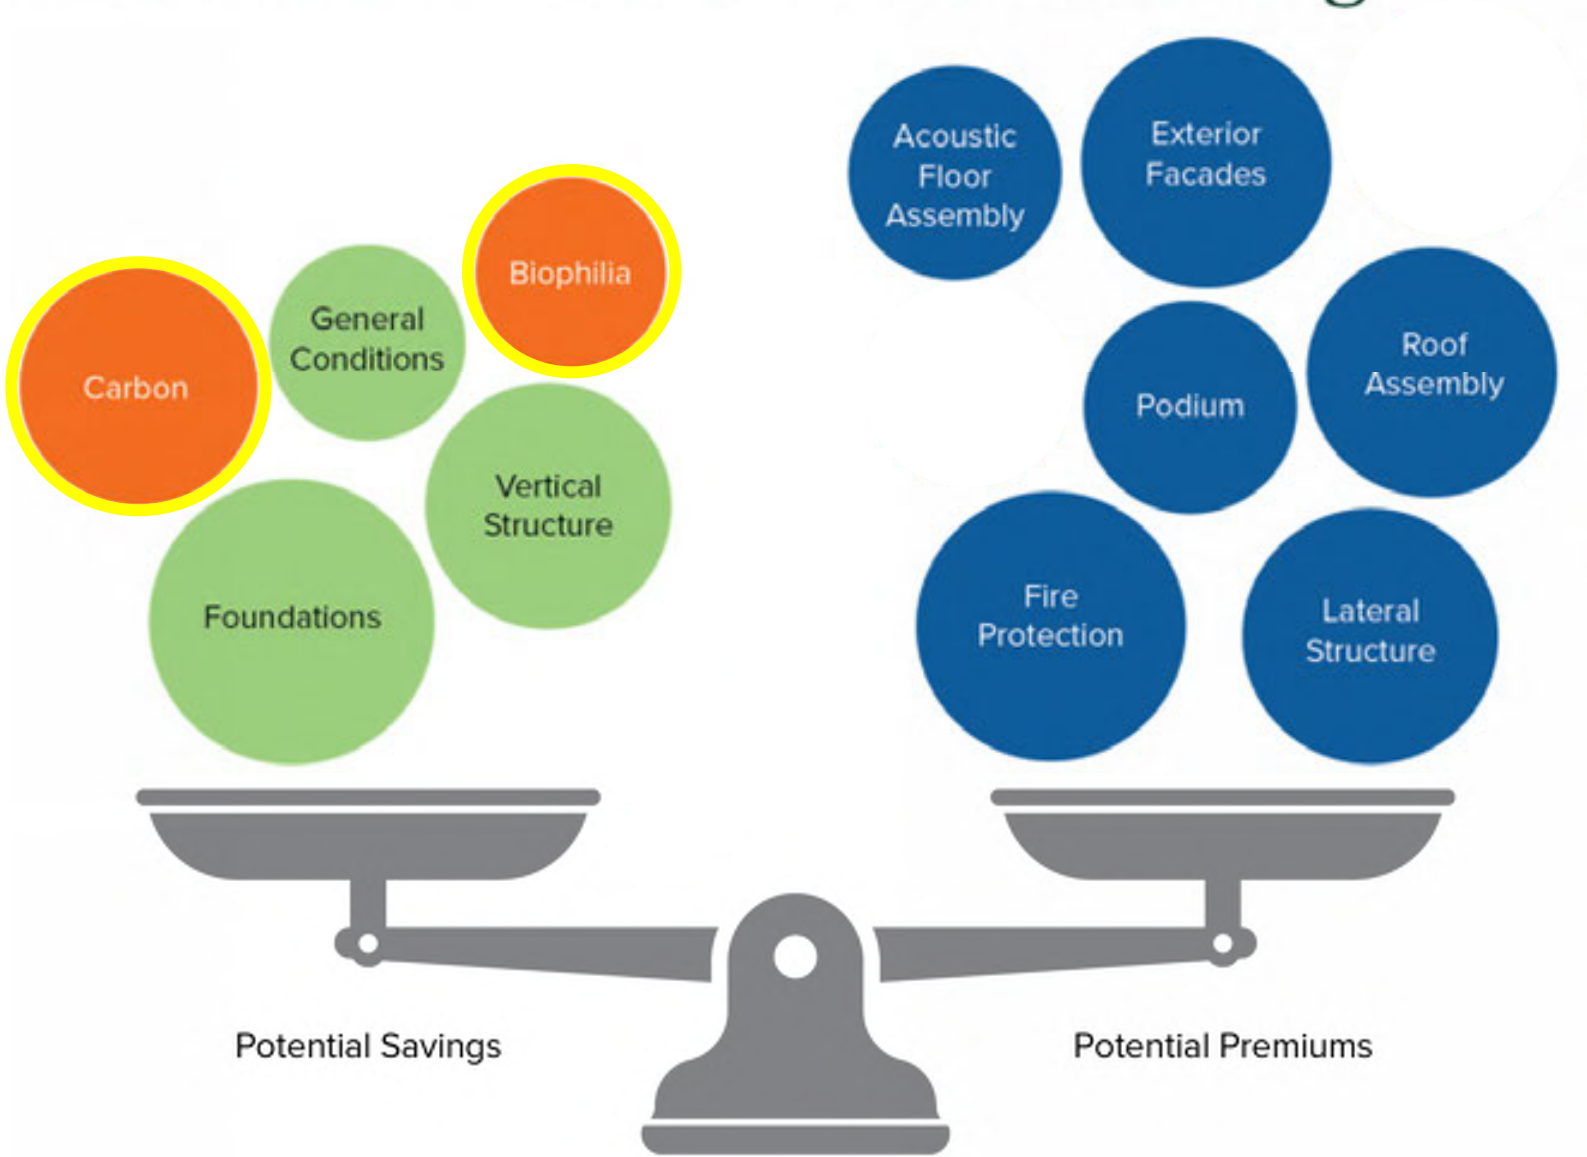 Biophilia
General
Conditions
Carbon
Vertical
Structure
Foundations
Acoustic
Floor
Assembly
Exterior
Facades
Roof
Assembly
Podium
Fire
Protection
Lateral
Structure
Potential Savings
Potential Premiums